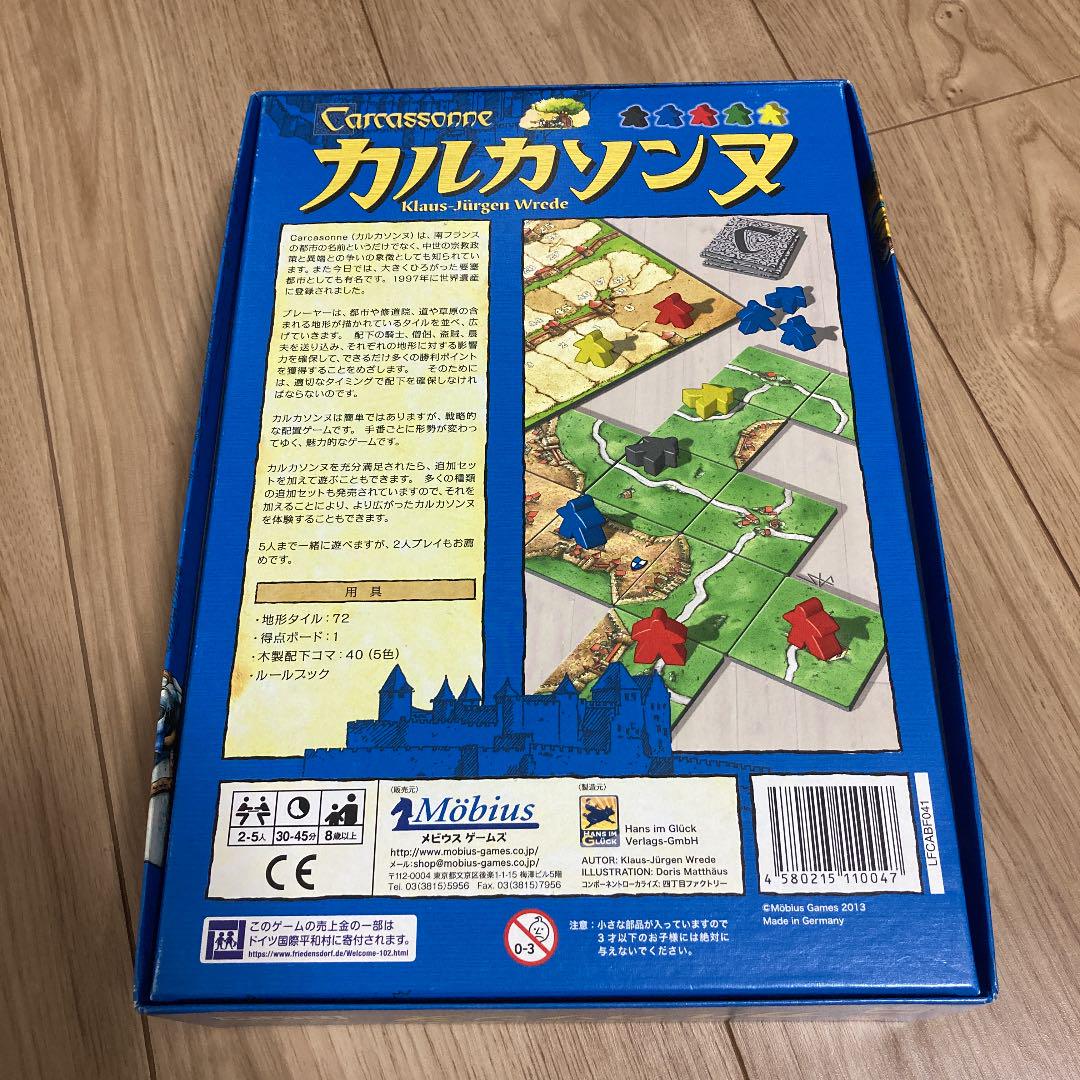 Carcassonne
カルカソンヌ
Klaus-Jürgen Wrede
Carcasonne (カルカソンヌ) は、南フランス
の都市の名前というだけでなく、中世の宗教政
策と異端との争いの象徴としても知られてい
ます。また今日では、大きくひろがった要塞
都市としても有名です。1997年に世界遺産
に登録されました。
プレーヤーは、都市や修道院、道や草原の含
まれる地形が描かれているタイルを並べ、広
げていきます。 配下の騎士、僧侶、盗賊、農
夫を送り込み、それぞれの地形に対する影響
力を確保して、できるだけ多くの勝利ポイント
を獲得することをめざします。 そのために
は、適切なタイミングで配下を確保しなけれ
ばならないのです。
カルカソンヌは簡単ではありますが、戦略的
な配置ゲームです。 手番ごとに形勢が変わっ
てゆく、魅力的なゲームです。
カルカソンヌを充分満足されたら、追加セッ
トを加えて遊ぶこともできます。 多くの種類
の追加セットも発売されていますので、それを
加えることにより、より広がったカルカソンヌ
を体験することもできます。
5人まで一緒に遊べますが、2人プレイもお薦
めです。
用 具
・地形タイル：72
・得点ボード：1
・木製配下コマ：40 (5色)
・ルールブック
2-5人 30-45分 8歳以上
CE
(販売元)
Möbius
メビウス ゲームズ
http://www.mobius-games.co.jp/
メール:shop@mobius-games.co.jp/
〒112-0004 東京都文京区後楽1-1-15 梅澤ビル5階
Tel. 03(3815)5956 Fax. 03(3815)7956
(製造元)
HANS IM GLÜCK
Hans im Glück
Verlags-GmbH
AUTOR: Klaus-Jürgen Wrede
ILLUSTRATION: Doris Matthäus
コンポーネントローカライズ: 四丁目ファクトリー
4 580215 110047
LFCABF041
©Möbius Games 2013
Made in Germany
このゲームの売上金の一部は
ドイツ国際平和村に寄付されます。
https://www.friedensdorf.de/Welcome-102.html
0-3
注意：小さな部品が入っていますので
３才以下のお子様には絶対に
与えないでください。